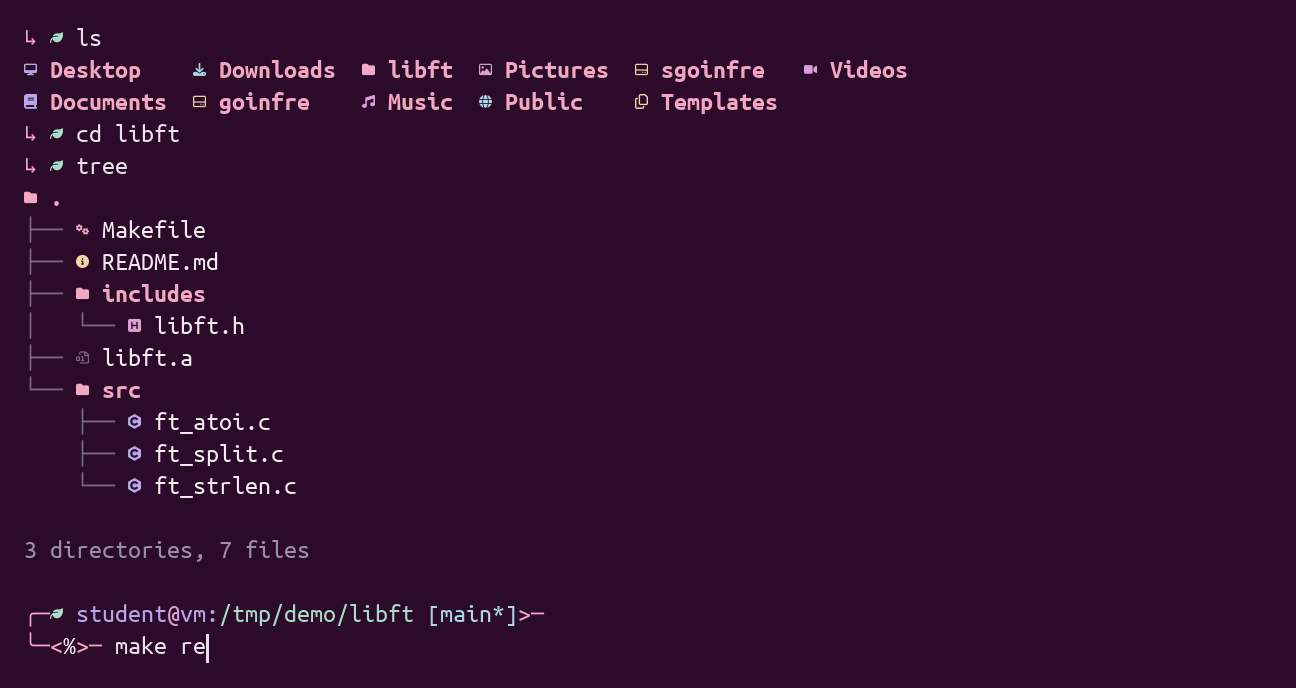 ↳ ls
Desktop Downloads libft Pictures sgoinfre Videos
Documents goinfre Music Public Templates
↳ cd libft
↳ tree
.
├── Makefile
├── README.md
├── includes
│   └── libft.h
├── libft.a
└── src
    ├── ft_atoi.c
    ├── ft_split.c
    └── ft_strlen.c
3 directories, 7 files
╭─ student@vm:/tmp/demo/libft [main*]>─
╰─<%>─ make re